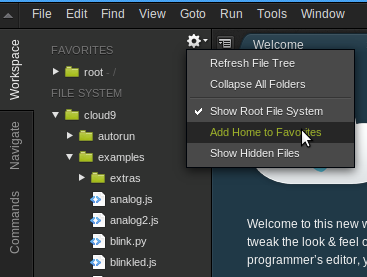 File Edit Find View Goto Run Tools Window
Workspace
Navigate
Commands
FAVORITES
root - /
FILE SYSTEM
cloud9
autorun
examples
extras
analog.js
analog2.js
blink.py
blinkled.js
Refresh File Tree
Collapse All Folders
Show Root File System
Add Home to Favorites
Show Hidden Files
Welcome
Welcome to this new w
tweak the look & feel o
programmer's editor, y